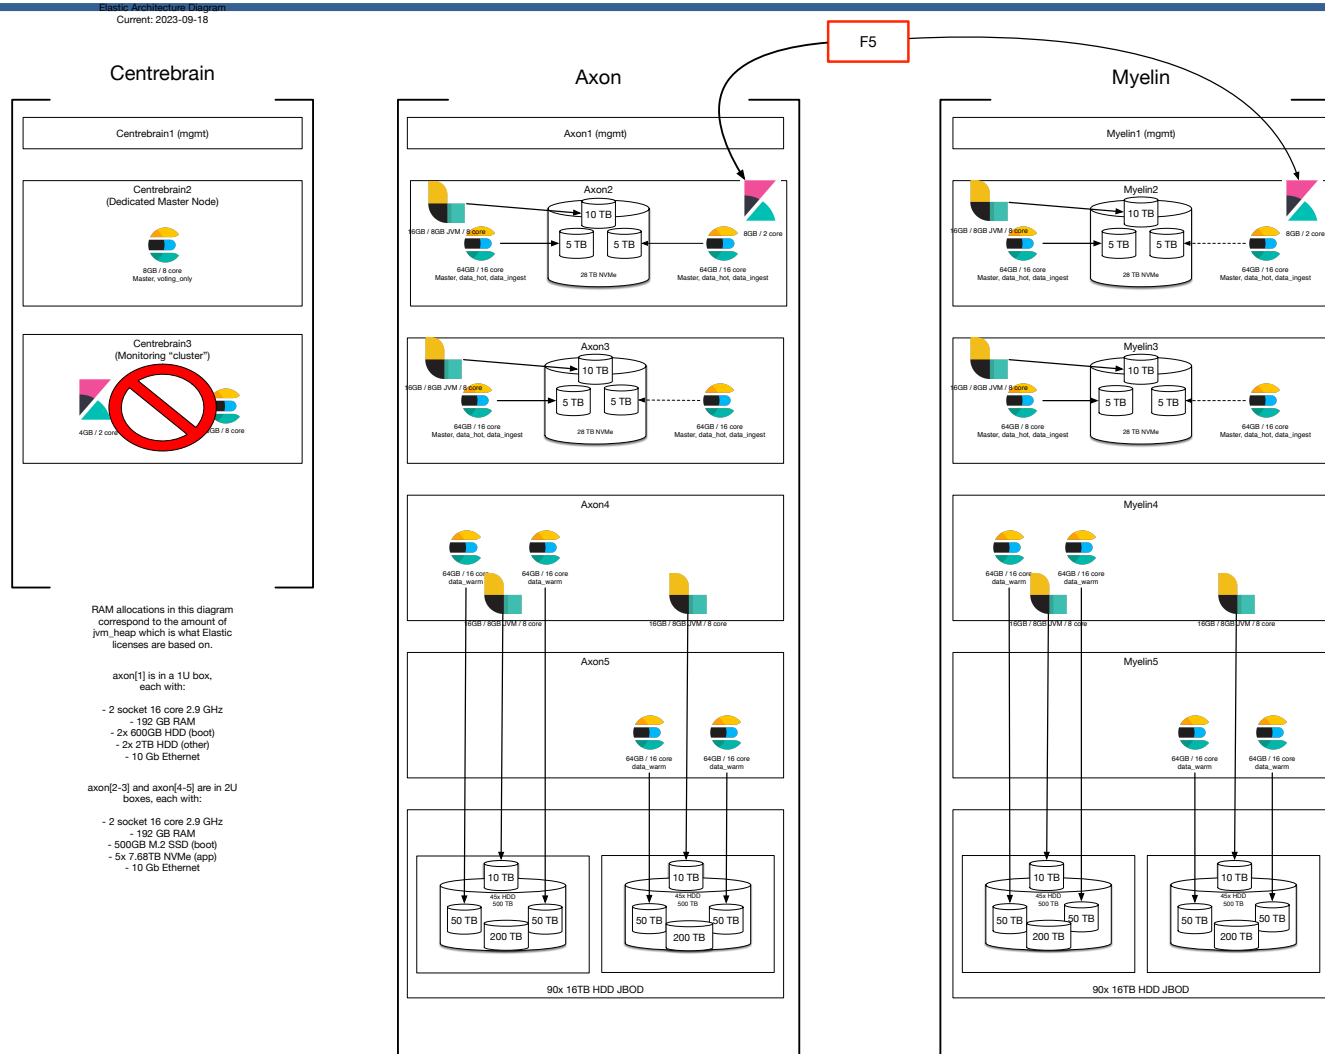 Elastic Architecture Diagram
Current: 2023-09-18
F5
Centrebrain
Centrebrain1 (mgmt)
Centrebrain2
(Dedicated Master Node)
8GB / 8 core
Master, voting_only
Centrebrain3
(Monitoring “cluster”)
4GB / 2 core
GB / 8 core
RAM allocations in this diagram
correspond to the amount of
jvm_heap which is what Elastic
licenses are based on.
axon[1] is in a 1U box,
each with:
- 2 socket 16 core 2.9 GHz
- 192 GB RAM
- 2x 600GB HDD (boot)
- 2x 2TB HDD (other)
- 10 Gb Ethernet
axon[2-3] and axon[4-5] are in 2U
boxes, each with:
- 2 socket 16 core 2.9 GHz
- 192 GB RAM
- 500GB M.2 SSD (boot)
- 5x 7.68TB NVMe (app)
- 10 Gb Ethernet
Axon
Axon1 (mgmt)
Axon2
10 TB
16GB / 8GB JVM / 8 core
8GB / 2 core
5 TB
5 TB
64GB / 16 core
Master, data_hot, data_ingest
28 TB NVMe
64GB / 16 core
Master, data_hot, data_ingest
Axon3
10 TB
16GB / 8GB JVM / 8 core
5 TB
5 TB
64GB / 16 core
Master, data_hot, data_ingest
28 TB NVMe
64GB / 16 core
Master, data_hot, data_ingest
Axon4
64GB / 16 core
data_warm
64GB / 16 core
data_warm
16GB / 8GB JVM / 8 core
16GB / 8GB JVM / 8 core
Axon5
64GB / 16 core
data_warm
64GB / 16 core
data_warm
10 TB
45x HDD
500 TB
50 TB
50 TB
200 TB
10 TB
45x HDD
500 TB
50 TB
50 TB
200 TB
90x 16TB HDD JBOD
Myelin
Myelin1 (mgmt)
Myelin2
10 TB
16GB / 8GB JVM / 8 core
8GB / 2 core
5 TB
5 TB
64GB / 16 core
Master, data_hot, data_ingest
28 TB NVMe
64GB / 16 core
Master, data_hot, data_ingest
Myelin3
10 TB
16GB / 8GB JVM / 8 core
5 TB
5 TB
64GB / 8 core
Master, data_hot, data_ingest
28 TB NVMe
64GB / 16 core
Master, data_hot, data_ingest
Myelin4
64GB / 16 core
data_warm
64GB / 16 core
data_warm
16GB / 8GB JVM / 8 core
16GB / 8GB JVM / 8 core
Myelin5
64GB / 16 core
data_warm
64GB / 16 core
data_warm
10 TB
45x HDD
500 TB
50 TB
50 TB
200 TB
10 TB
45x HDD
500 TB
50 TB
50 TB
200 TB
90x 16TB HDD JBOD